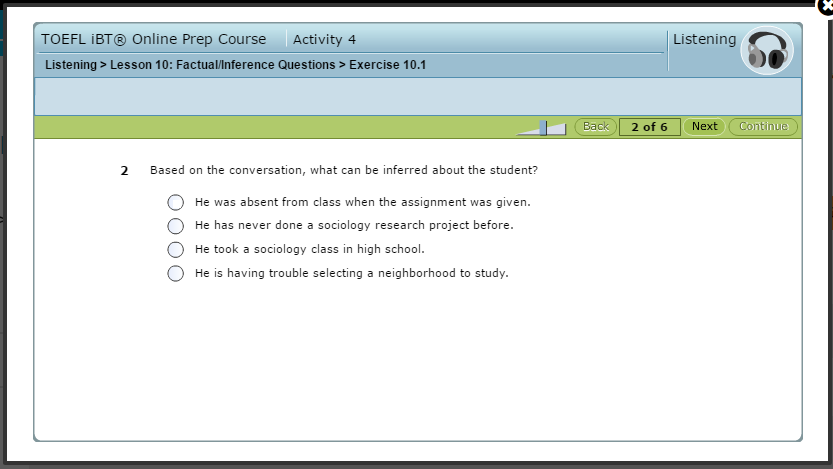 TOEFL iBT® Online Prep Course Activity 4 Listening
Listening > Lesson 10: Factual/Inference Questions > Exercise 10.1
Back 2 of 6 Next Continue
2 Based on the conversation, what can be inferred about the student?
He was absent from class when the assignment was given.
He has never done a sociology research project before.
He took a sociology class in high school.
He is having trouble selecting a neighborhood to study.